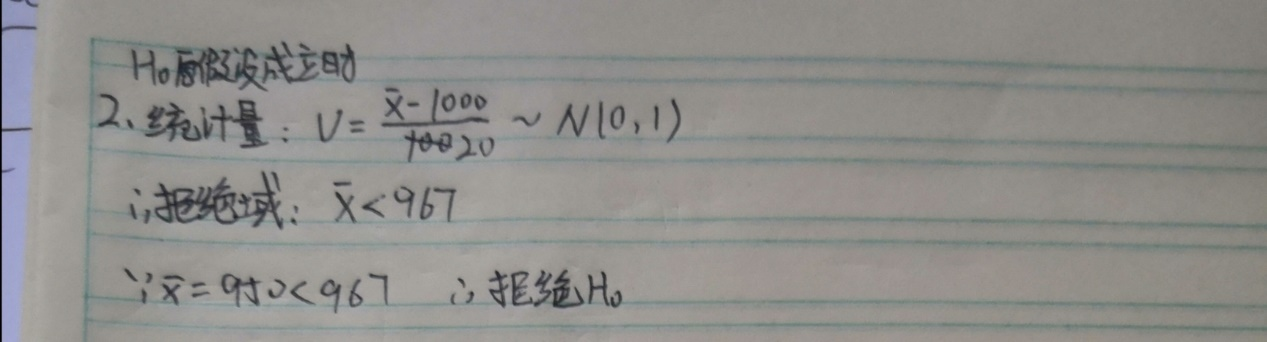 H₀原假设成立时
2、统计量: U = (x̄ - 1000) / 20 ~ N(0,1)
∴拒绝域: x̄ < 967
∵x̄ = 950 < 967 ∴拒绝H₀